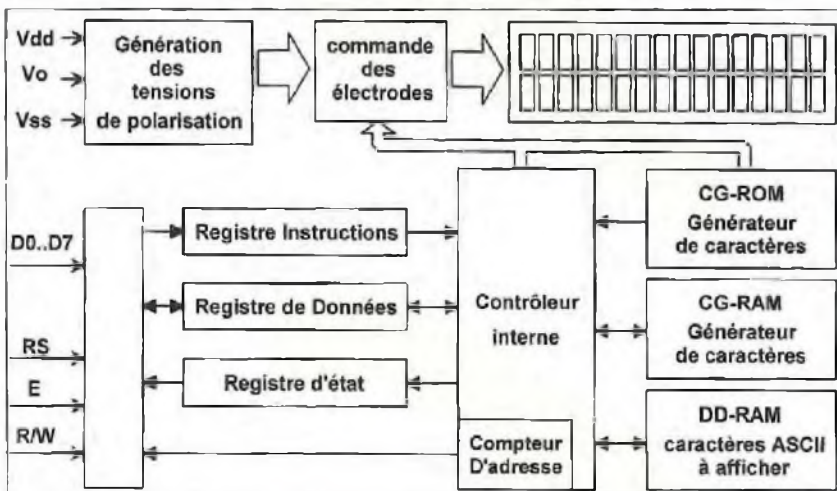 Vdd
Vo
Vss
Génération
des
tensions
de polarisation
commande
des
électrodes
D0..D7
RS
E
R/W
Registre Instructions
Registre de Données
Registre d'état
Contrôleur
interne
Compteur
D'adresse
CG-ROM
Générateur
de caractères
CG-RAM
Générateur
de caractères
DD-RAM
caractères ASCII
à afficher